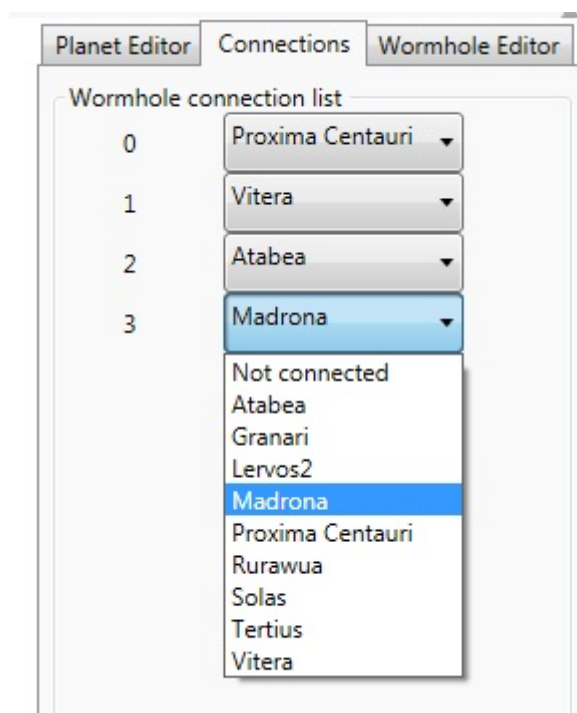 Planet Editor Connections Wormhole Editor
Wormhole connection list
0 Proxima Centauri
1 Vitera
2 Atabea
3 Madrona
Not connected
Atabea
Granari
Lervos2
Madrona
Proxima Centauri
Rurawua
Solas
Tertius
Vitera